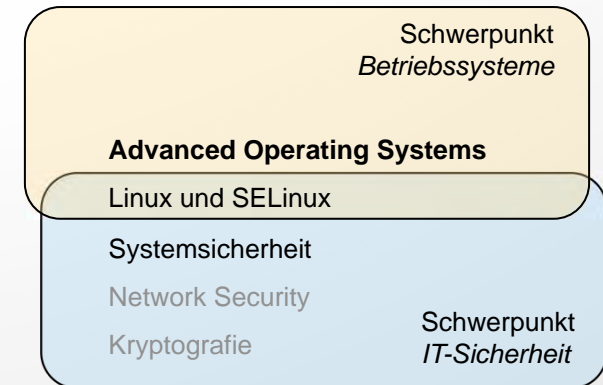 Schwerpunkt
Betriebssysteme
Advanced Operating Systems
Linux und SELinux
Systemsicherheit
Network Security
Kryptografie
Schwerpunkt
IT-Sicherheit